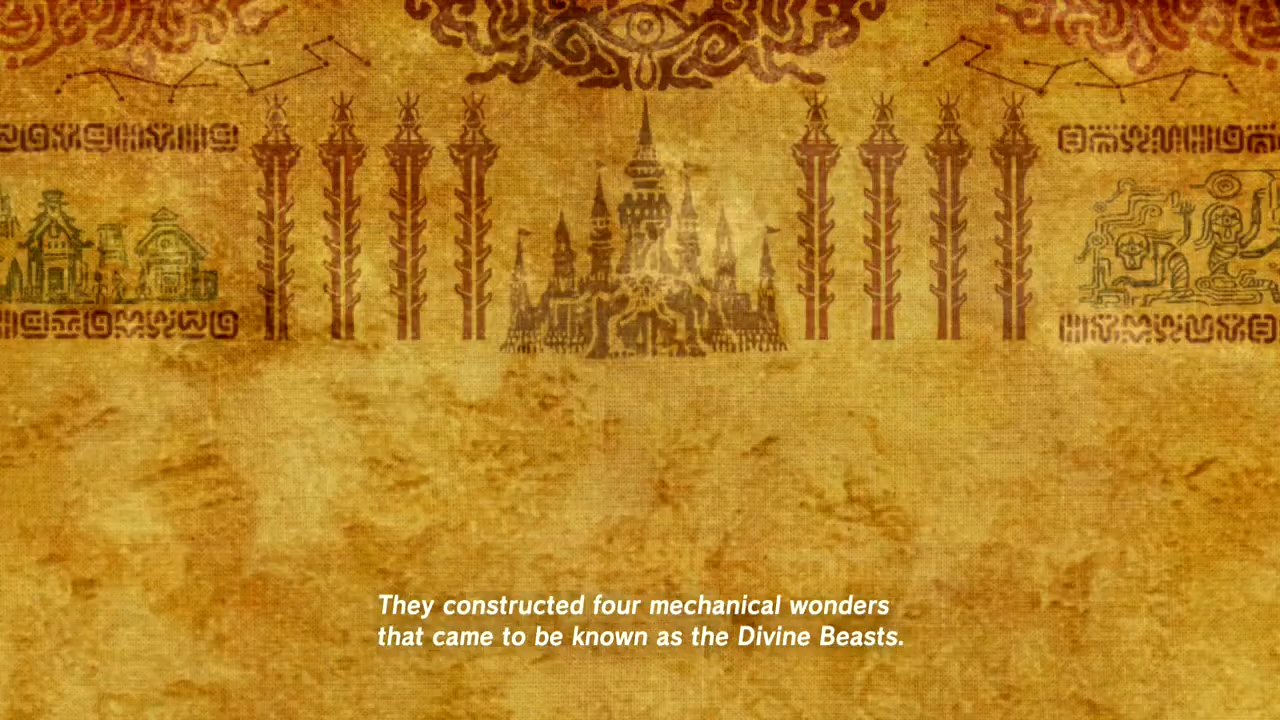 They constructed four mechanical wonders
that came to be known as the Divine Beasts.